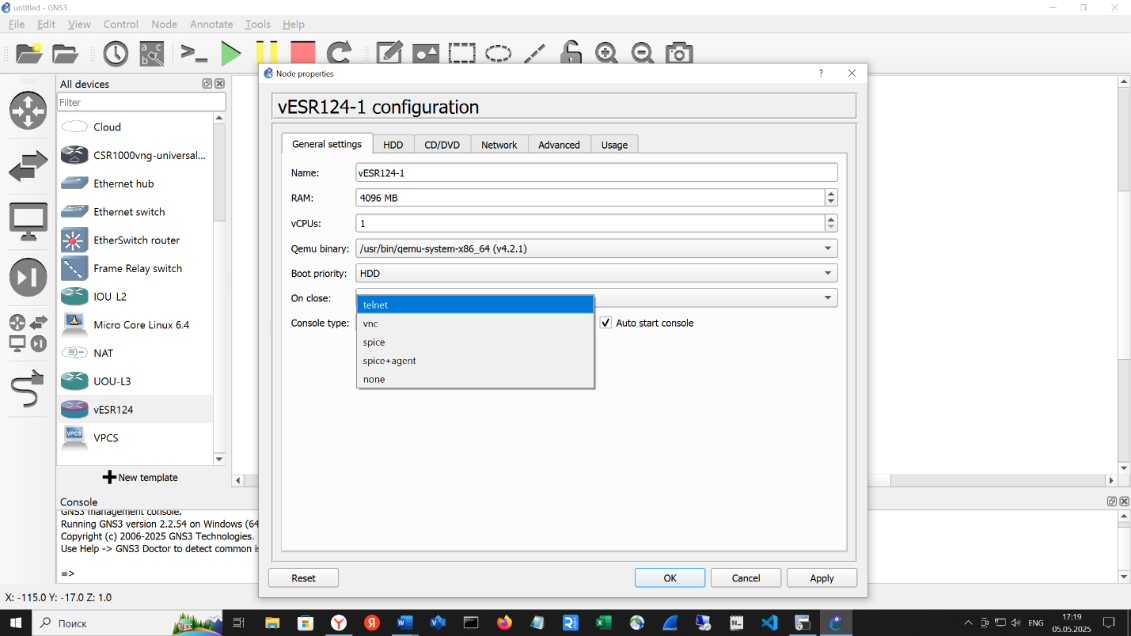 untitled - GNS3
File Edit View Control Node Annotate Tools Help
All devices
Filter
Cloud
CSR1000vng-universal...
Ethernet hub
Ethernet switch
EtherSwitch router
Frame Relay switch
IOU-L2
Micro Core Linux 6.4
NAT
UOU-L3
vESR124
VPCS
New template
Node properties
vESR124-1 configuration
General settings HDD CD/DVD Network Advanced Usage
Name: vESR124-1
RAM: 4096 MB
vCPUs: 1
Qemu binary: /usr/bin/qemu-system-x86_64 (v4.2.1)
Boot priority: HDD
On close:
Console type:
telnet
vnc
spice
spice+agent
none
Auto start console
Reset OK Cancel Apply
Console
GNS3 management console.
Running GNS3 version 2.2.54 on Windows (64
Copyright (c) 2006-2025 GNS3 Technologies.
Use Help -> GNS3 Doctor to detect common is
=>
X: -115.0 Y: -17.0 Z: 1.0
Поиск
ENG
17:19
05.05.2025